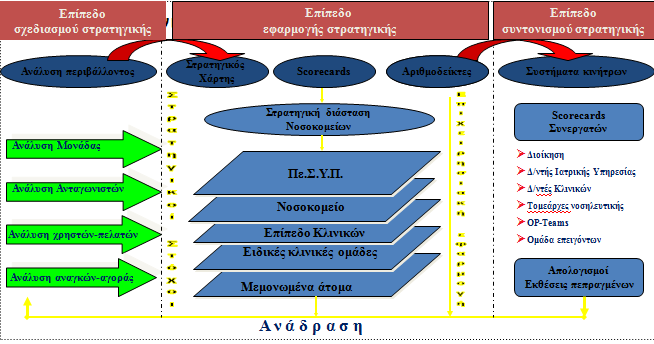 Επίπεδο
σχεδιασμού στρατηγικής
Επίπεδο
εφαρμογής στρατηγικής
Επίπεδο
συντονισμού στρατηγικής
Ανάλυση περιβάλλοντος
Στρατηγικός
Χάρτης
Scorecards
Αριθμοδείκτες
Συστήματα κινήτρων
Στρατηγική διάσταση
Νοσοκομείων
Scorecards
Συνεργατών
Ανάλυση Μονάδας
Ανάλυση Ανταγωνιστών
Ανάλυση χρηστών-πελατών
Ανάλυση αναγκών-αγοράς
Στρατηγικοί Στόχοι
Πε.Σ.Υ.Π.
Νοσοκομείο
Επίπεδο Κλινικών
Ειδικές κλινικές ομάδες
Μεμονωμένα άτομα
Διοίκηση
Δ/ντής Ιατρικής Υπηρεσίας
Δ/ντές Κλινικών
Τομεάρχες νοσηλευτικής
OP-Teams
Ομάδα επειγόντων
Απολογισμοί
Εκθέσεις πεπραγμένων
Ανάδραση